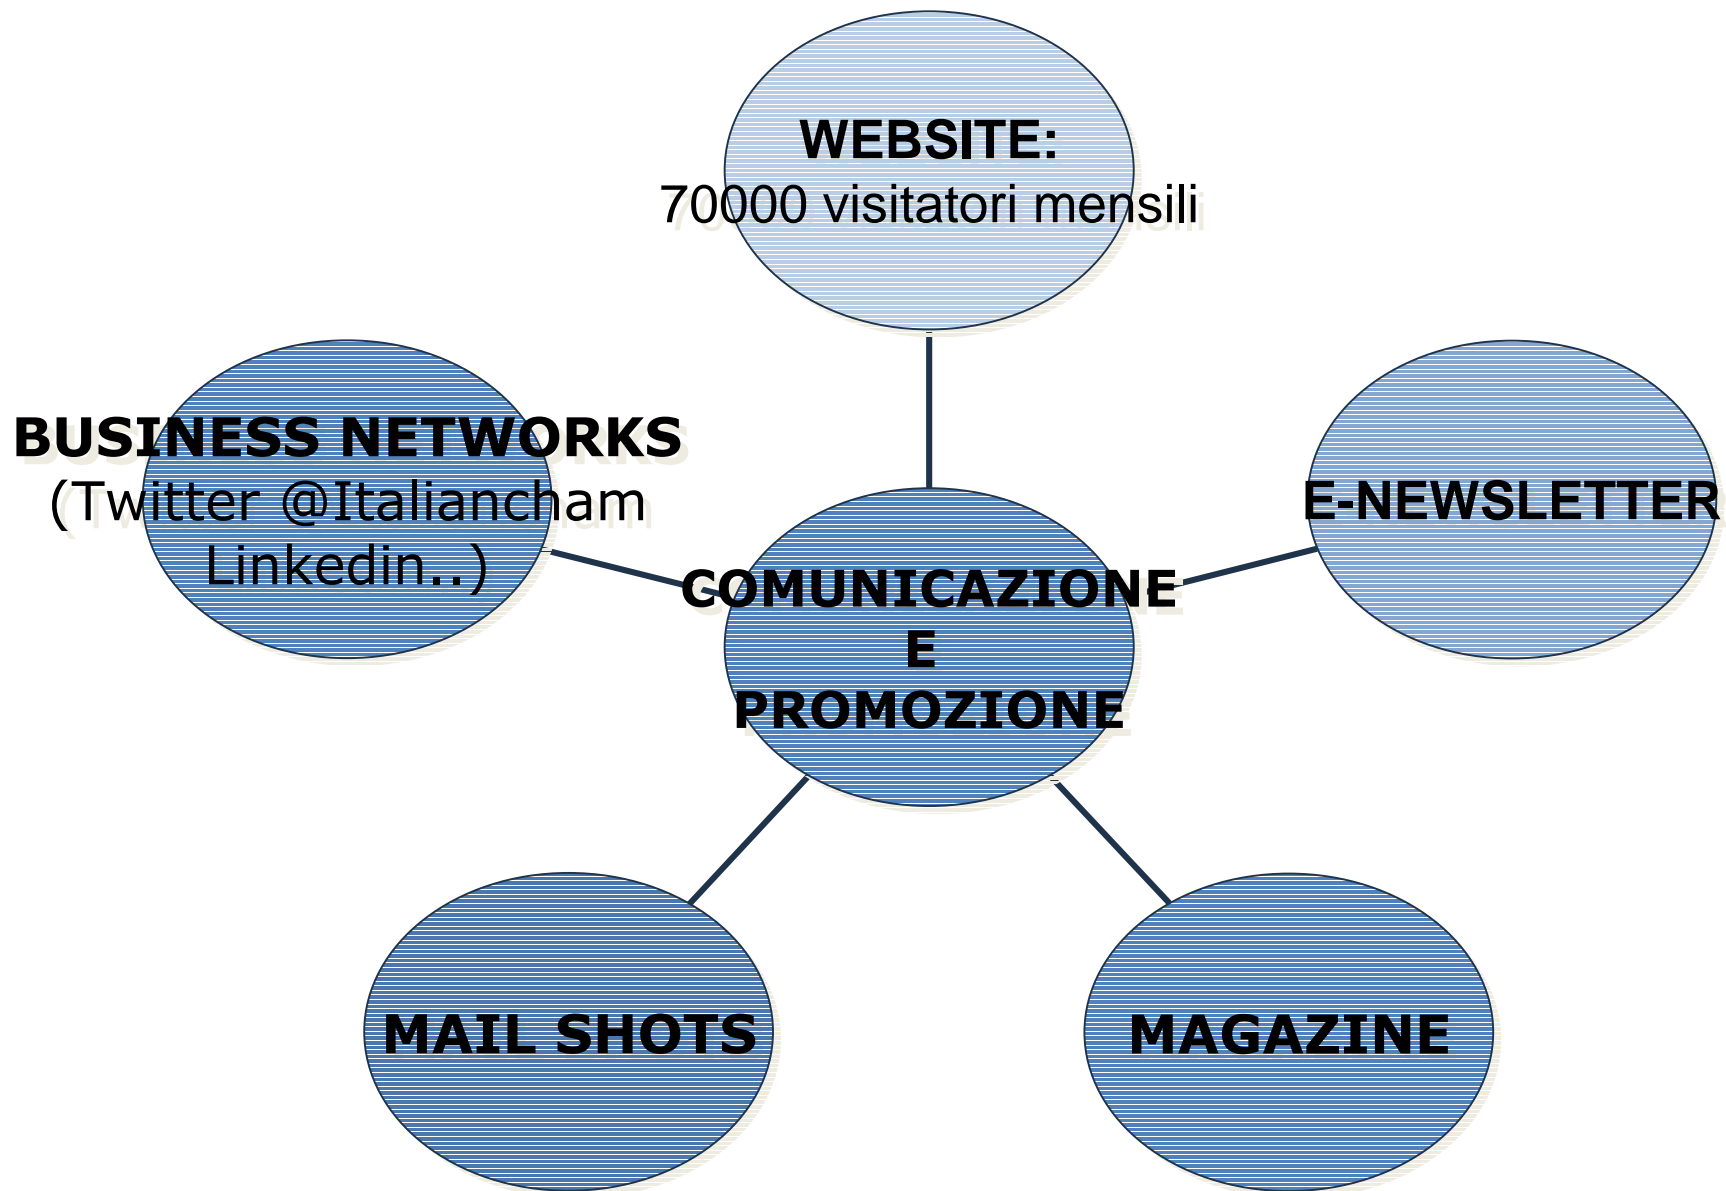 WEBSITE:
70000 visitatori mensili
BUSINESS NETWORKS
(Twitter @Italiancham
Linkedin..)
E-NEWSLETTER
COMUNICAZIONE
E
PROMOZIONE
MAIL SHOTS
MAGAZINE